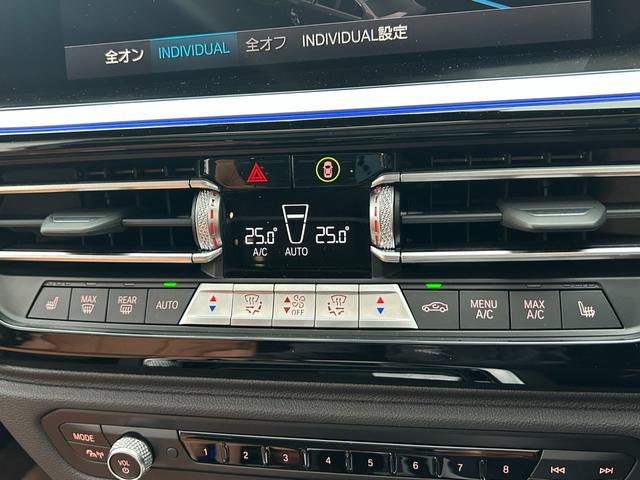 全オン INDIVIDUAL 全オフ INDIVIDUAL設定
25.0° 25.0°
A/C AUTO
MAX REAR AUTO OFF MENU A/C MAX A/C
MODE
VOL
1 2 3 4 5 6 7 8